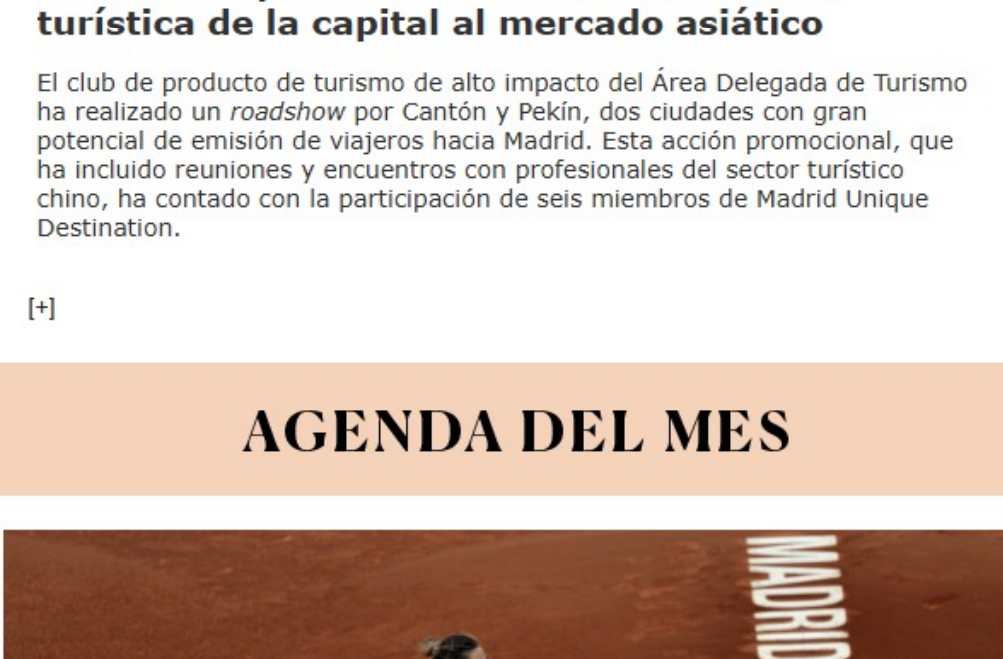 turística de la capital al mercado asiático
El club de producto de turismo de alto impacto del Área Delegada de Turismo
ha realizado un roadshow por Cantón y Pekín, dos ciudades con gran
potencial de emisión de viajeros hacia Madrid. Esta acción promocional, que
ha incluido reuniones y encuentros con profesionales del sector turístico
chino, ha contado con la participación de seis miembros de Madrid Unique
Destination.
[+]
AGENDA DEL MES
MADRID